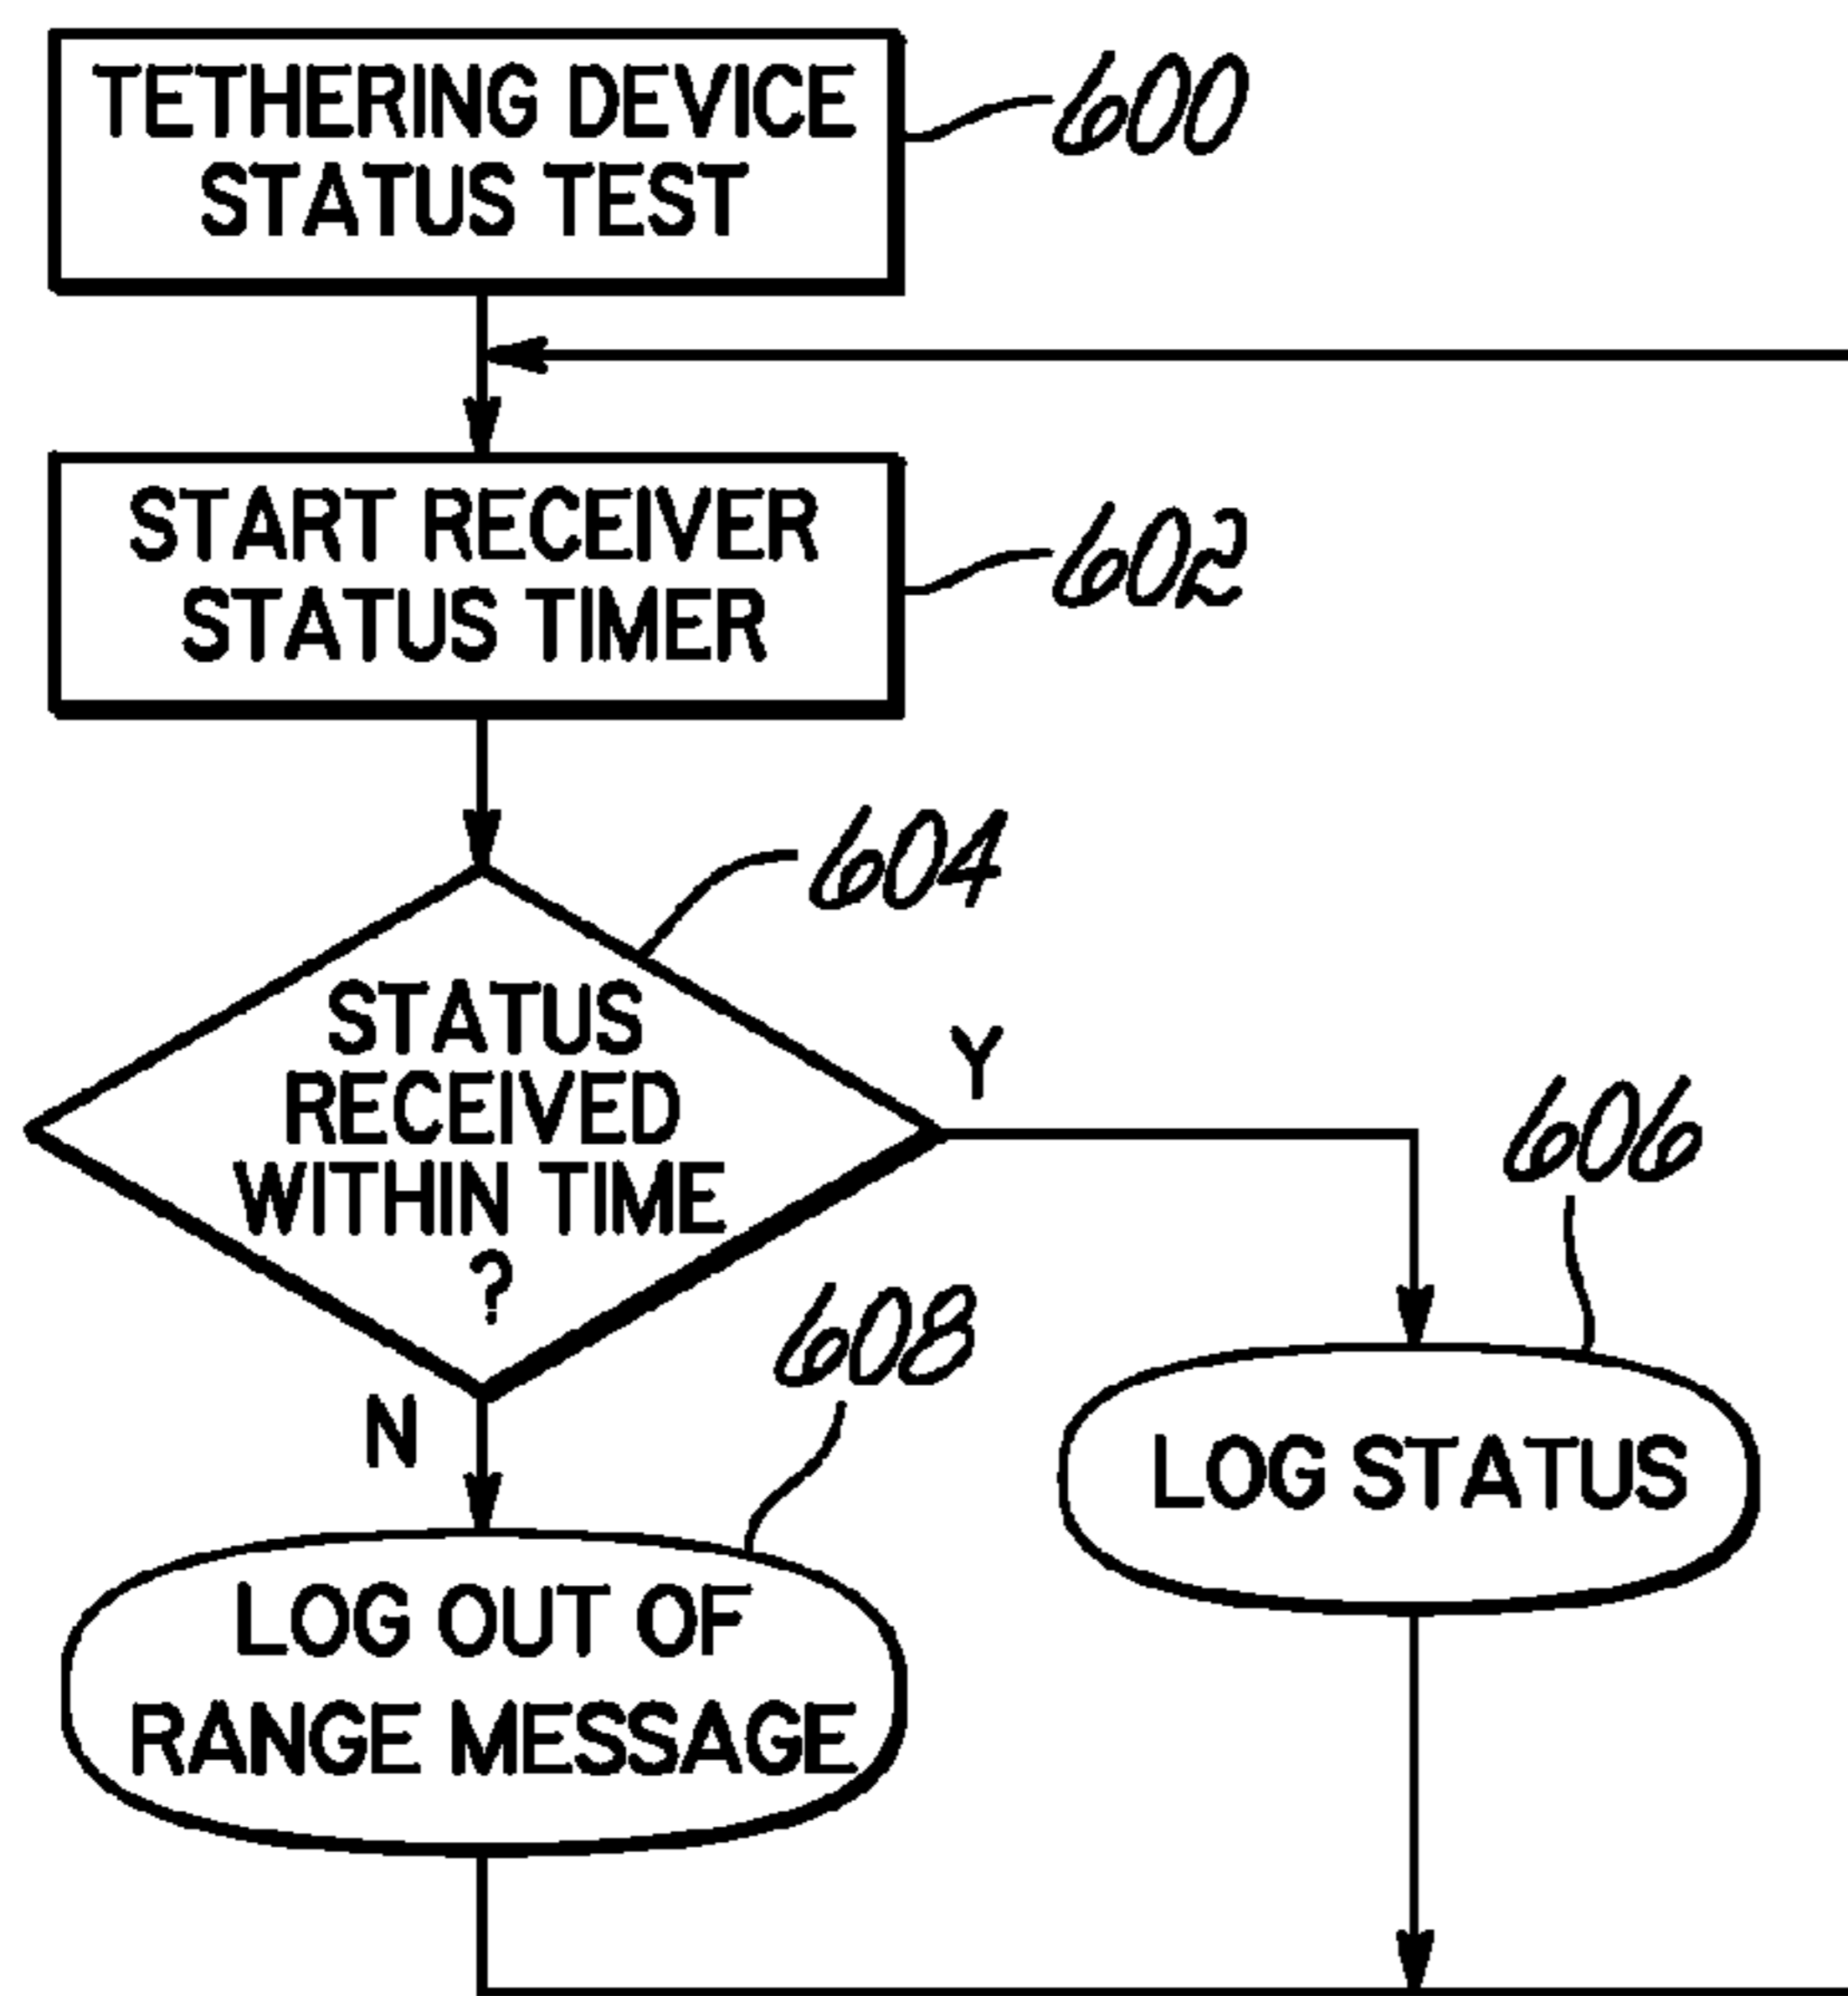 TETHERING DEVICE
STATUS TEST
600
START RECEIVER
STATUS TIMER
602
604
STATUS
RECEIVED
WITHIN TIME
?
Y
606
608
N
LOG STATUS
LOG OUT OF
RANGE MESSAGE